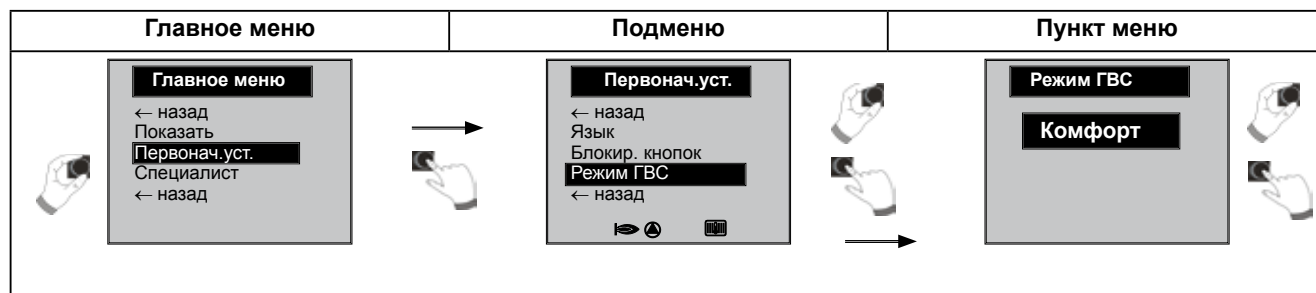 Главное меню
Подменю
Пункт меню
Главное меню
← назад
Показать
Первонач.уст.
Специалист
← назад
Первонач.уст.
← назад
Язык
Блокир. кнопок
Режим ГВС
← назад
Режим ГВС
Комфорт